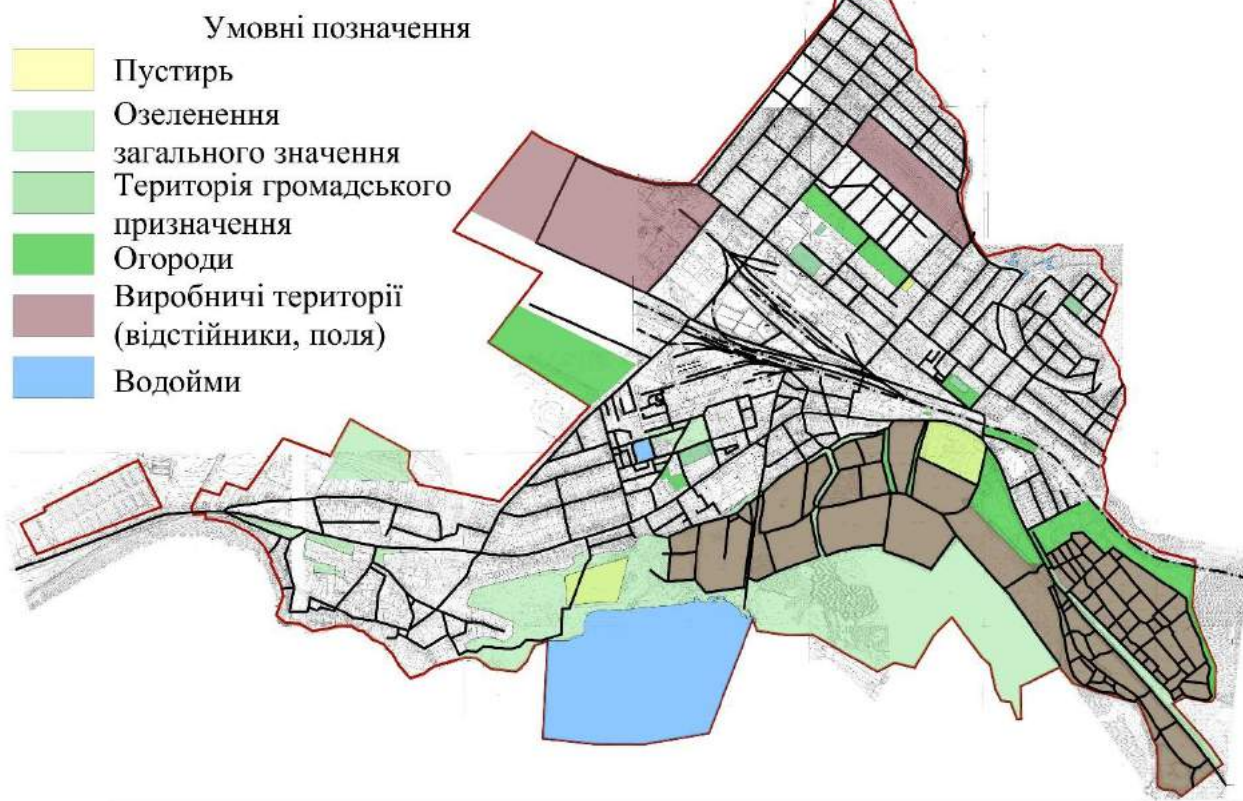 Умовні позначення
Пустирь
Озеленення
загального значення
Територія громадського
призначення
Огороди
Виробничі території
(відстійники, поля)
Водойми